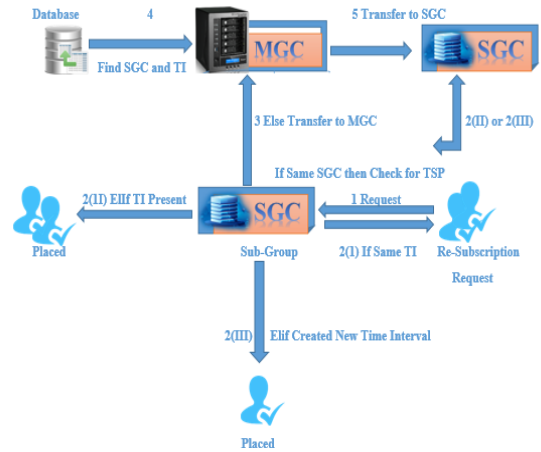 Database
4
5 Transfer to SGC
MGC
SGC
Find SGC and TI
3 Else Transfer to MGC
2(II) or 2(III)
If Same SGC then Check for TSP
2(II) ElIf TI Present
1 Request
SGC
Placed
Sub-Group
2(1) If Same TI
Re-Subscription
Request
2(III)
Elif Created New Time Interval
Placed